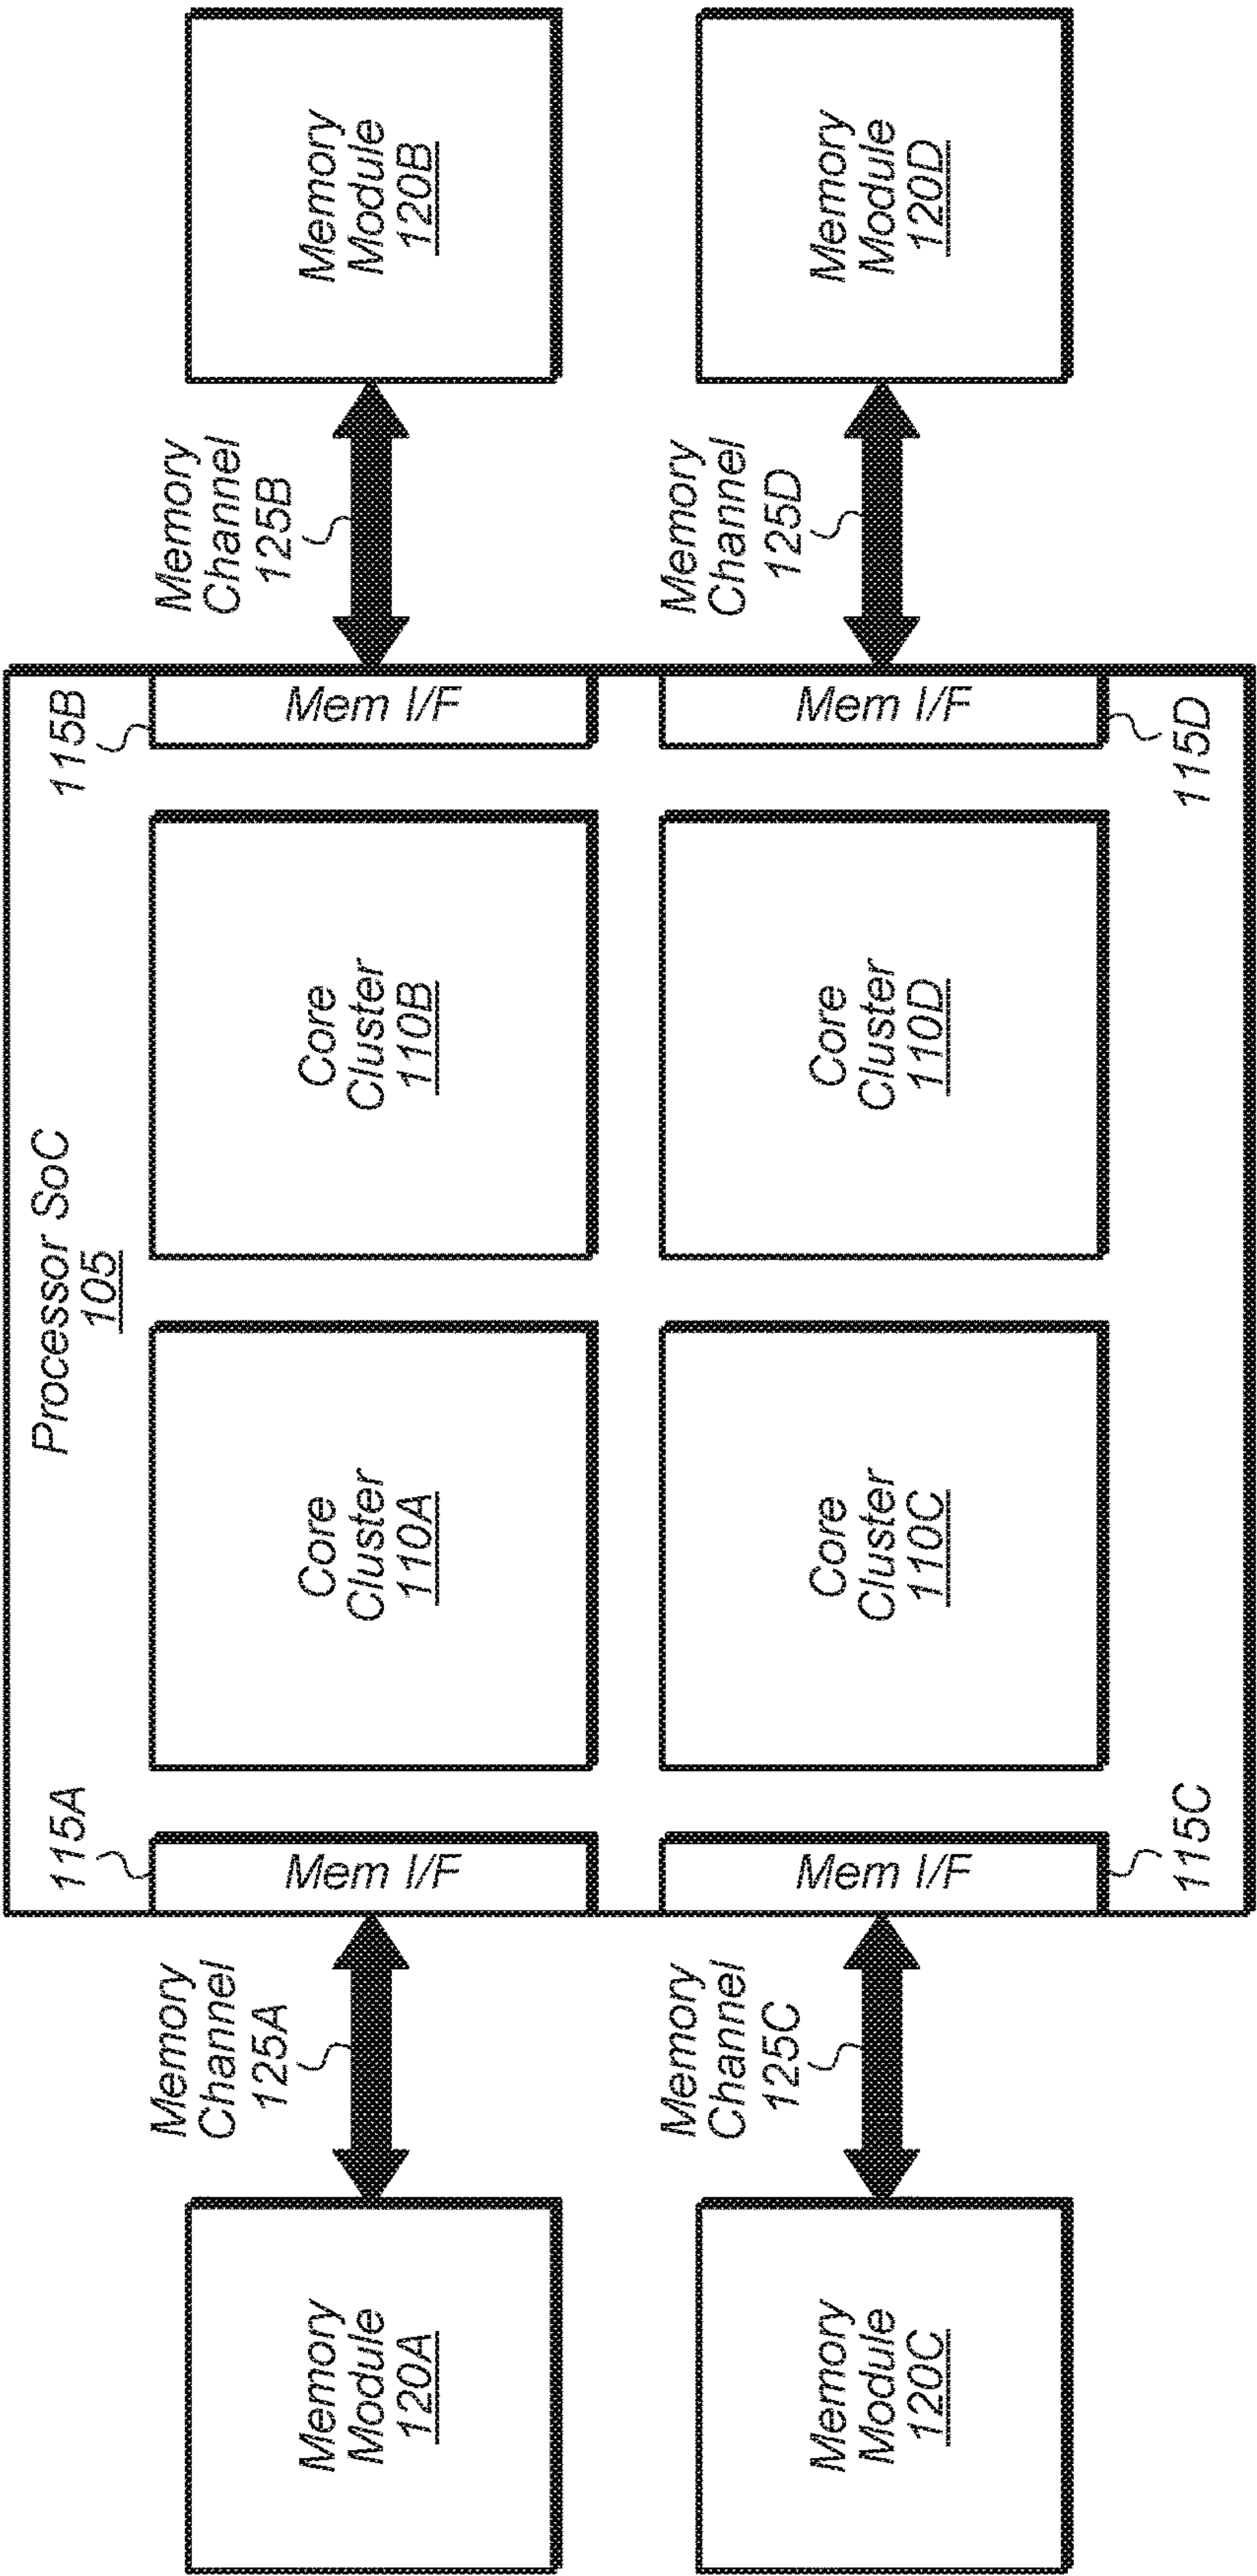 Processor SoC
105
115A
115B
Memory
Channel
125A
Memory
Channel
125B
Memory
Module
120A
Mem I/F
Core
Cluster
110A
Core
Cluster
110B
Mem I/F
Memory
Module
120B
Memory
Channel
125C
Memory
Channel
125D
Memory
Module
120C
Mem I/F
Core
Cluster
110C
Core
Cluster
110D
Mem I/F
Memory
Module
120D
115C
115D